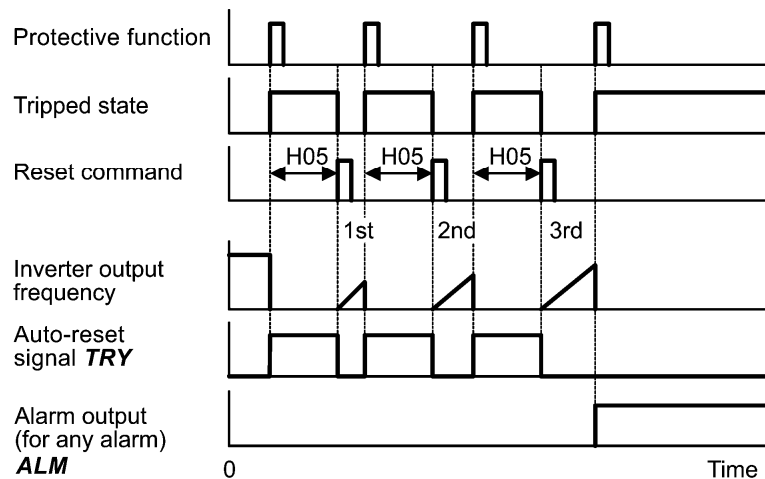 Protective function
Tripped state
H05 H05 H05
Reset command
1st 2nd 3rd
Inverter output
frequency
Auto-reset
signal TRY
Alarm output
(for any alarm)
ALM
0 Time